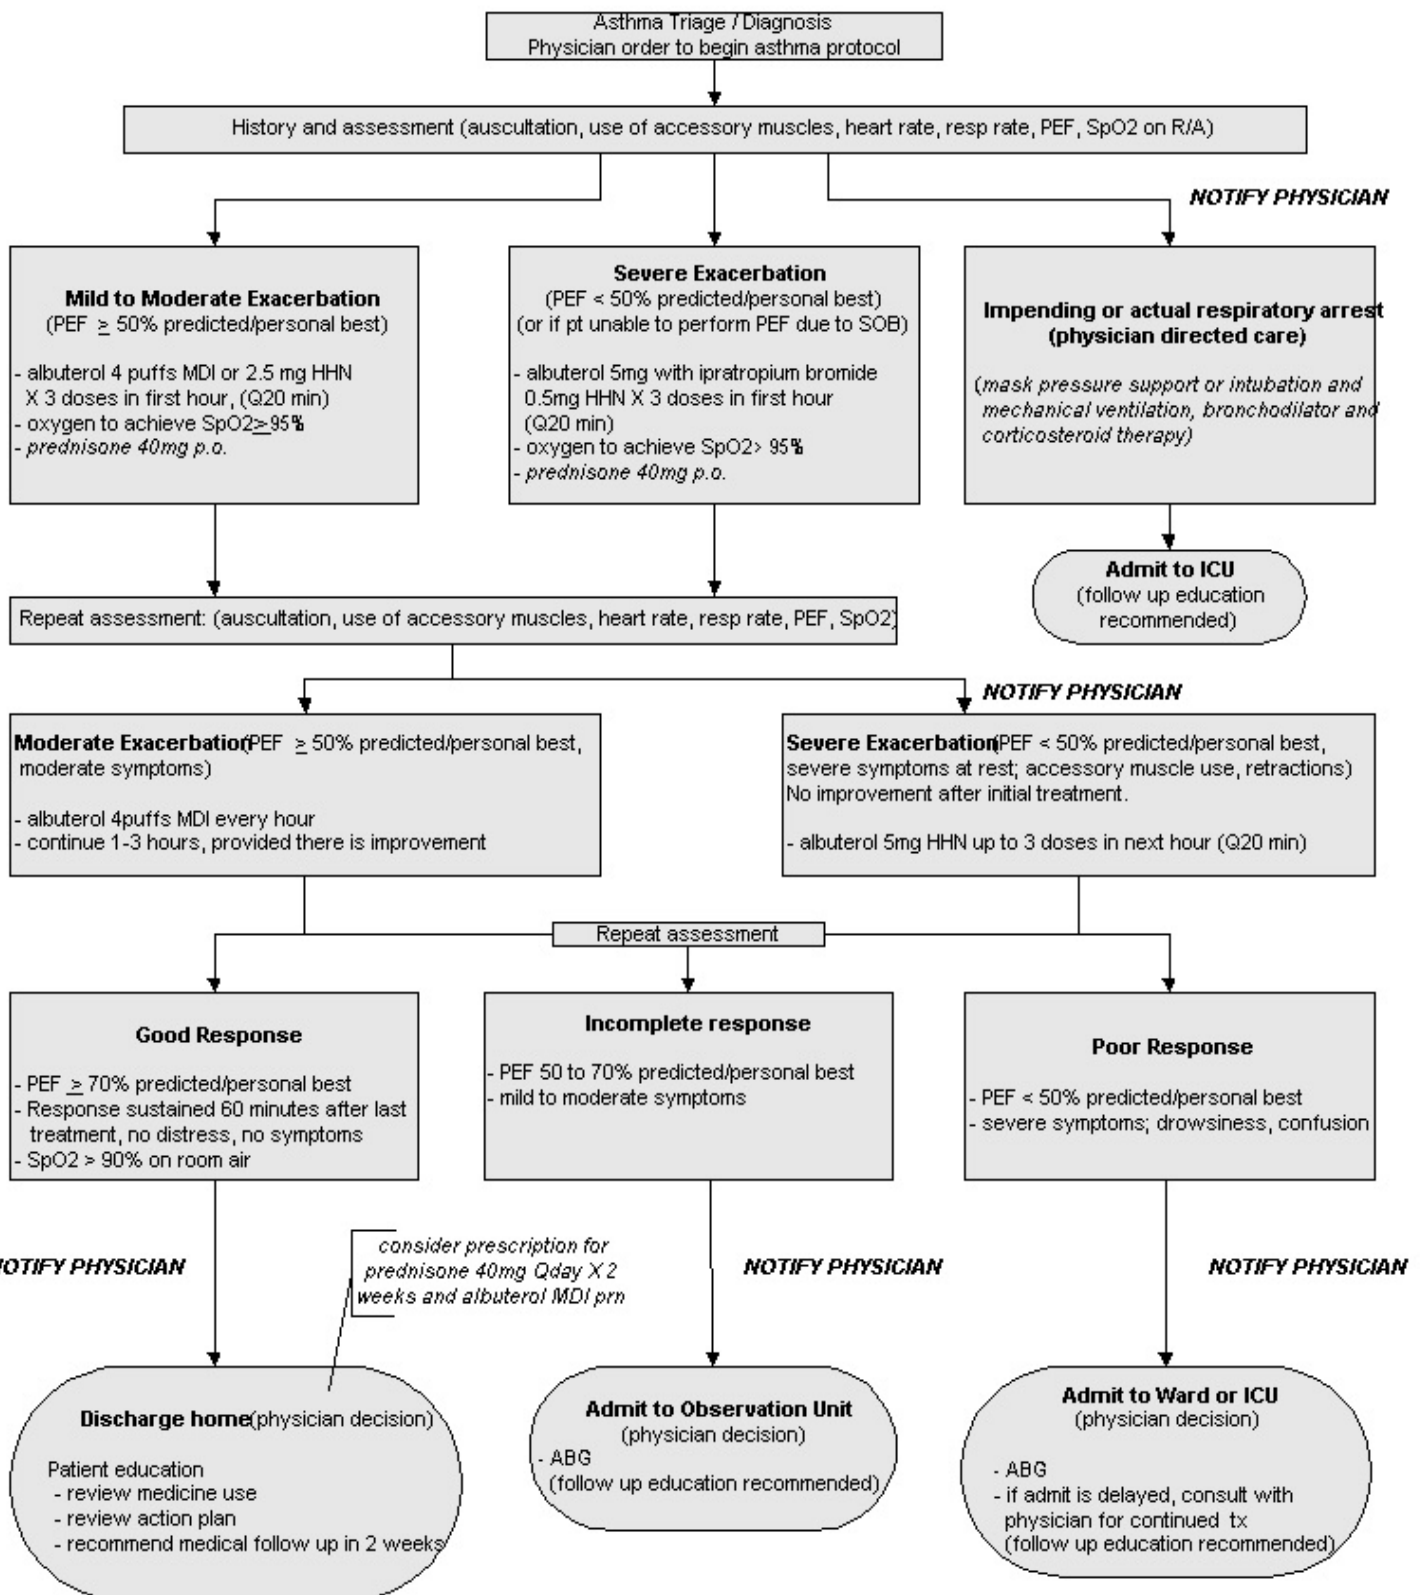 Asthma Triage / Diagnosis
Physician order to begin asthma protocol
History and assessment (auscultation, use of accessory muscles, heart rate, resp rate, PEF, SpO2 on R/A)
NOTIFY PHYSICIAN
Mild to Moderate Exacerbation
(PEF ≥ 50% predicted/personal best)
- albuterol 4 puffs MDI or 2.5 mg HHN
X 3 doses in first hour, (Q20 min)
- oxygen to achieve SpO2≥95%
- prednisone 40mg p.o.
Severe Exacerbation
(PEF < 50% predicted/personal best)
(or if pt unable to perform PEF due to SOB)
- albuterol 5mg with ipratropium bromide
0.5mg HHN X 3 doses in first hour
(Q20 min)
- oxygen to achieve SpO2> 95%
- prednisone 40mg p.o.
Impending or actual respiratory arrest
(physician directed care)
(mask pressure support or intubation and
mechanical ventilation, bronchodilator and
corticosteroid therapy)
Admit to ICU
(follow up education
recommended)
Repeat assessment: (auscultation, use of accessory muscles, heart rate, resp rate, PEF, SpO2)
NOTIFY PHYSICIAN
Moderate Exacerbation(PEF ≥ 50% predicted/personal best,
moderate symptoms)
- albuterol 4puffs MDI every hour
- continue 1-3 hours, provided there is improvement
Severe Exacerbation(PEF < 50% predicted/personal best,
severe symptoms at rest; accessory muscle use, retractions)
No improvement after initial treatment.
- albuterol 5mg HHN up to 3 doses in next hour (Q20 min)
Repeat assessment
Good Response
- PEF ≥ 70% predicted/personal best
- Response sustained 60 minutes after last
treatment, no distress, no symptoms
- SpO2 > 90% on room air
Incomplete response
- PEF 50 to 70% predicted/personal best
- mild to moderate symptoms
Poor Response
- PEF < 50% predicted/personal best
- severe symptoms; drowsiness, confusion
NOTIFY PHYSICIAN
consider prescription for
prednisone 40mg Qday X 2
weeks and albuterol MDI prn
NOTIFY PHYSICIAN
NOTIFY PHYSICIAN
Discharge home(physician decision)
Patient education
- review medicine use
- review action plan
- recommend medical follow up in 2 weeks
Admit to Observation Unit
(physician decision)
- ABG
(follow up education recommended)
Admit to Ward or ICU
(physician decision)
- ABG
- if admit is delayed, consult with
physician for continued tx
(follow up education recommended)